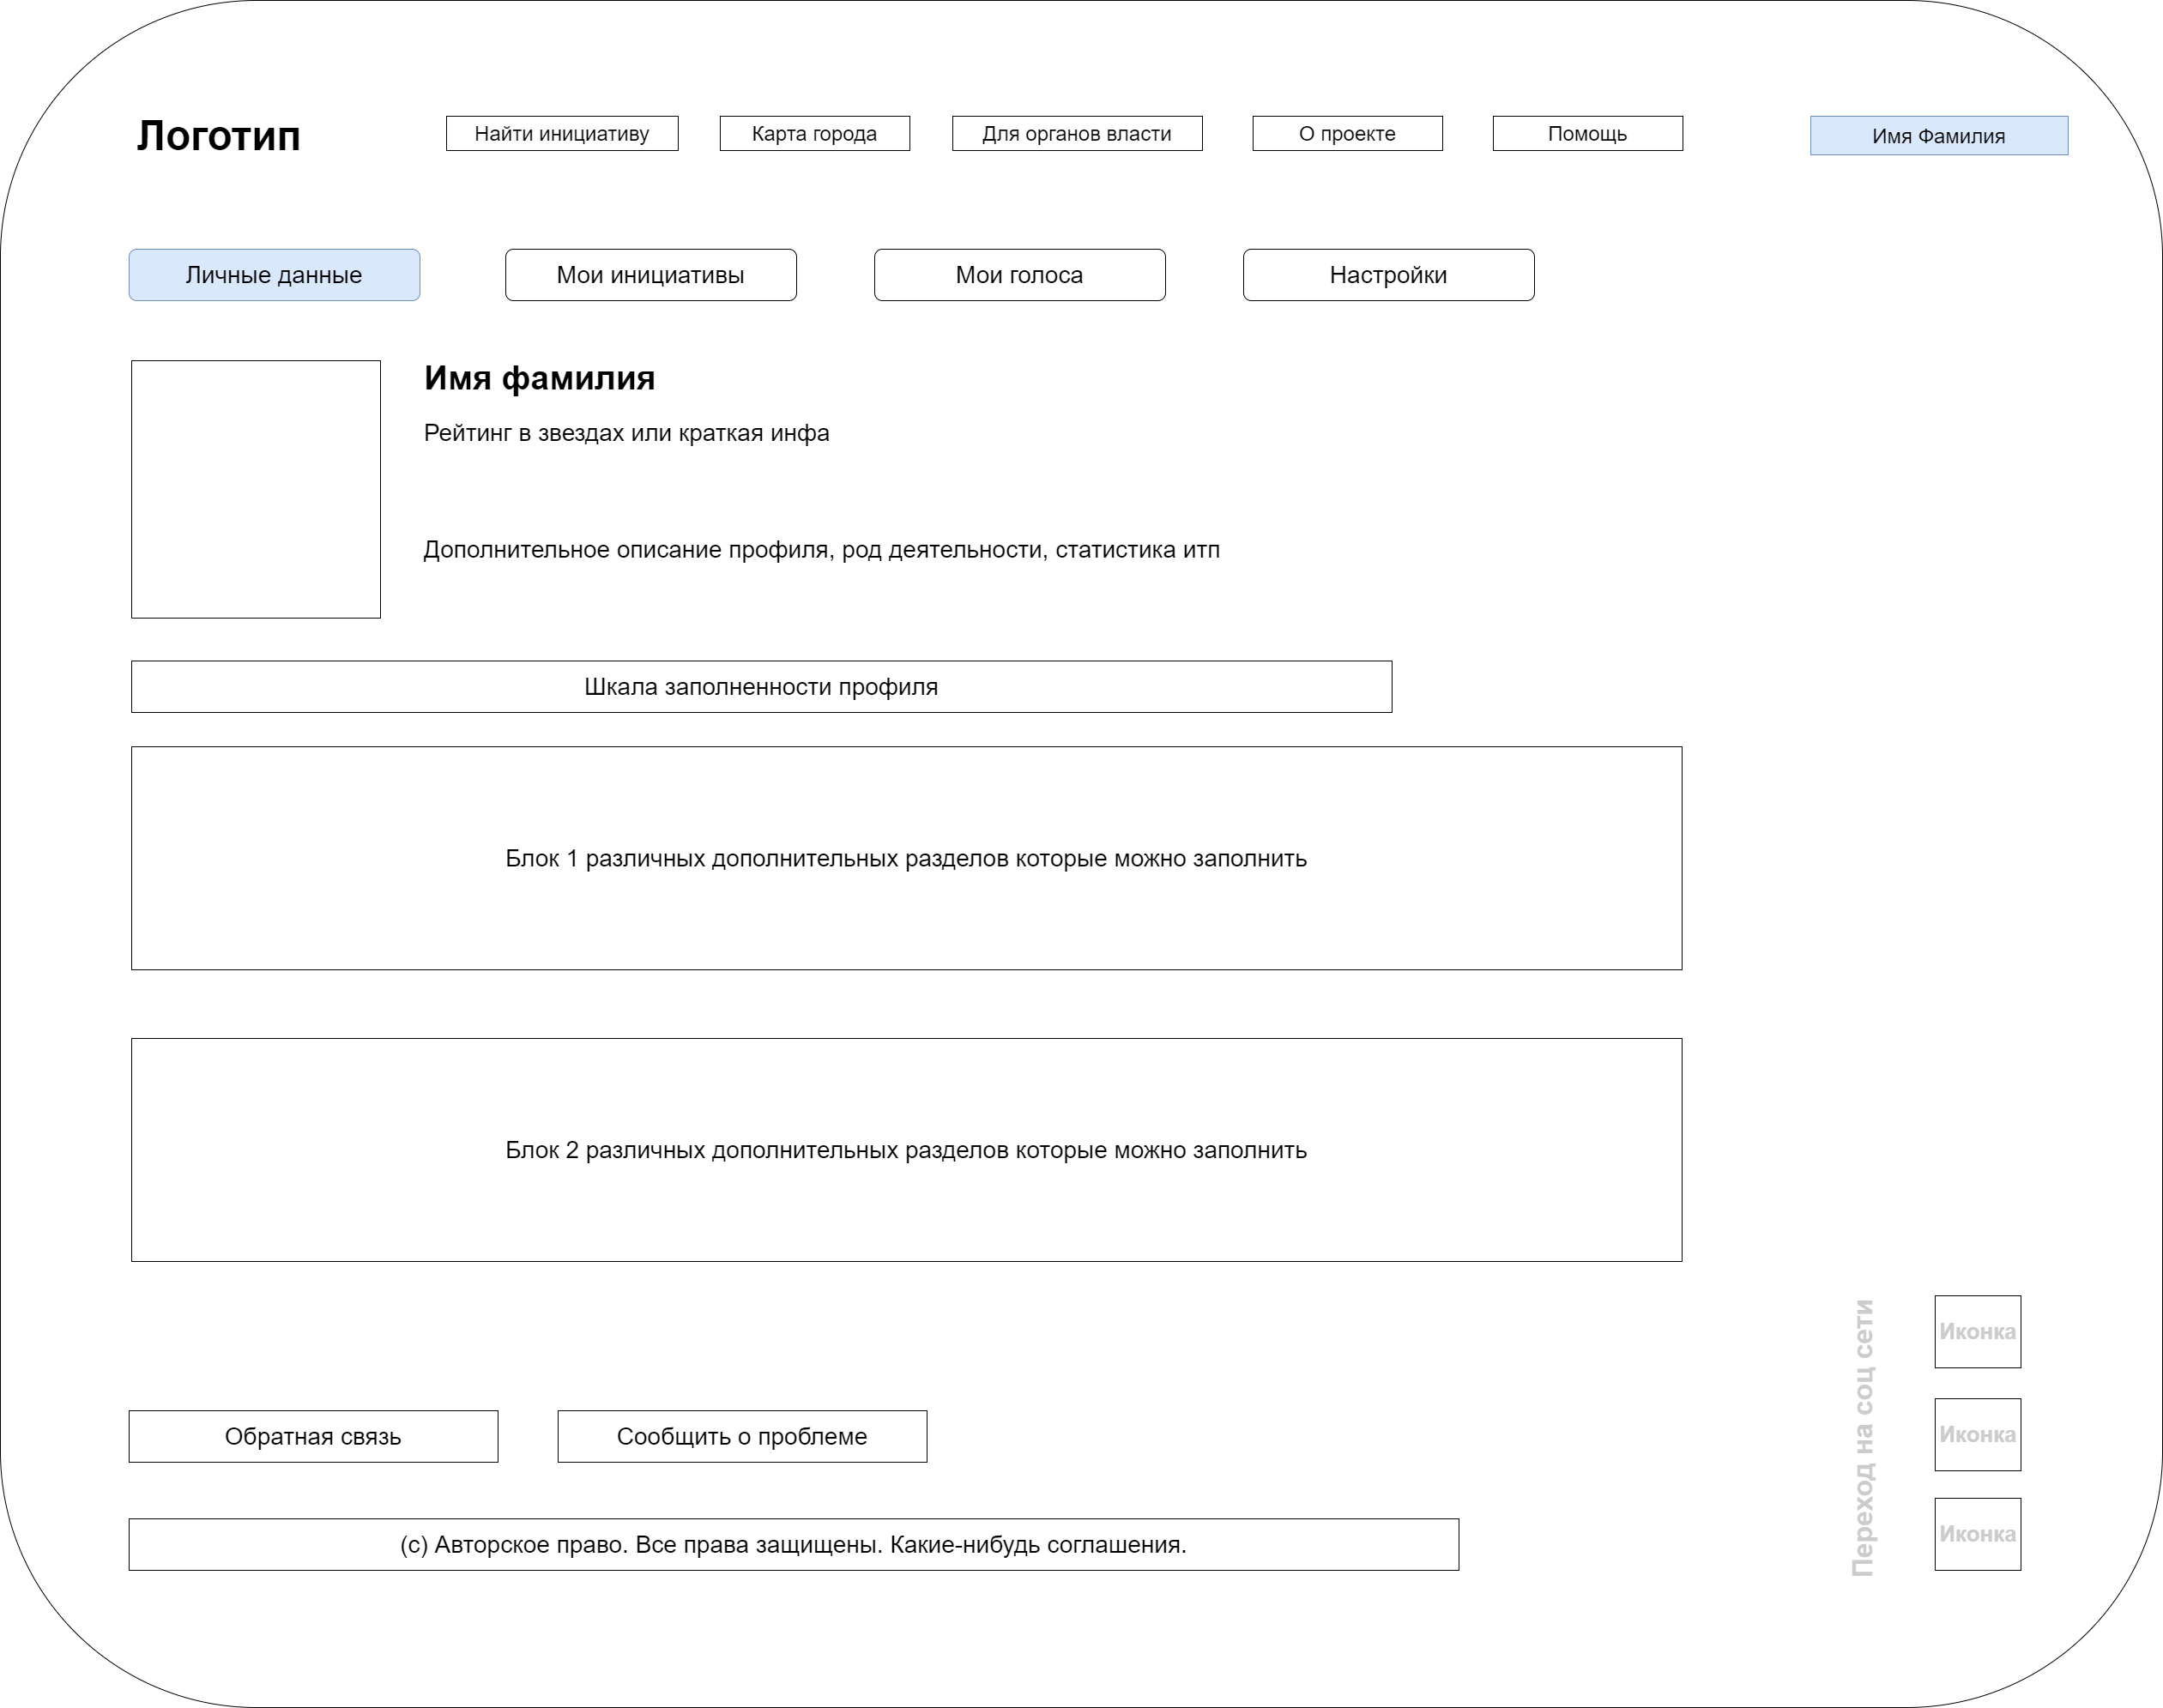 Логотип
Найти инициативу
Карта города
Для органов власти
О проекте
Помощь
Имя Фамилия
Личные данные
Мои инициативы
Мои голоса
Настройки
Имя фамилия
Рейтинг в звездах или краткая инфа
Дополнительное описание профиля, род деятельности, статистика итп
Шкала заполненности профиля
Блок 1 различных дополнительных разделов которые можно заполнить
Блок 2 различных дополнительных разделов которые можно заполнить
Переход на соц сети
Иконка
Иконка
Иконка
Обратная связь
Сообщить о проблеме
(с) Авторское право. Все права защищены. Какие-нибудь соглашения.